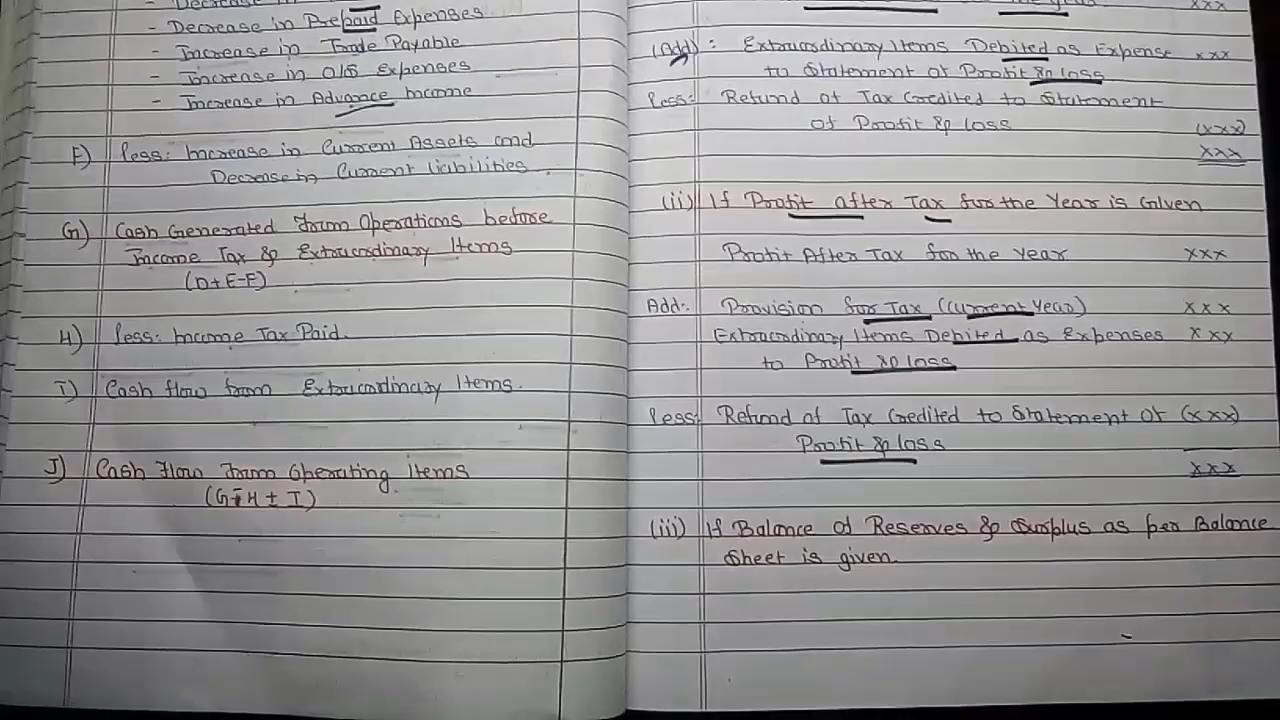 - Decrease in
- Decrease in Prepaid Expenses
- Increase in Trade Payable
- Increase in O/S Expenses
- Increase in Advance Income
F) Less: Increase in Current Assets and
Decrease in Current Liabilities.
G) Cash Generated From Operations before
Income Tax & Extraordinary Items
(D+E-F)
H) Less: Income Tax Paid.
I) Cash flow from Extraordinary Items.
J) Cash Flow From Operating Items
(G-H ± I)
xxx
(Add): Extraordinary Items Debited as Expense xxx
to Statement of Profit & Loss
Less: Refund of Tax Credited to Statement
of Profit & Loss (xxx)
xxx
(ii) If Profit after Tax for the Year is Given
Profit After Tax for the Year xxx
Add: Provision for Tax (Current Year) xxx
Extraordinary Items Debited as Expenses xxx
to Profit & Loss
Less: Refund of Tax Credited to Statement of (xxx)
Profit & Loss
xxx
(iii) If Balance of Reserves & Surplus as per Balance
Sheet is given.